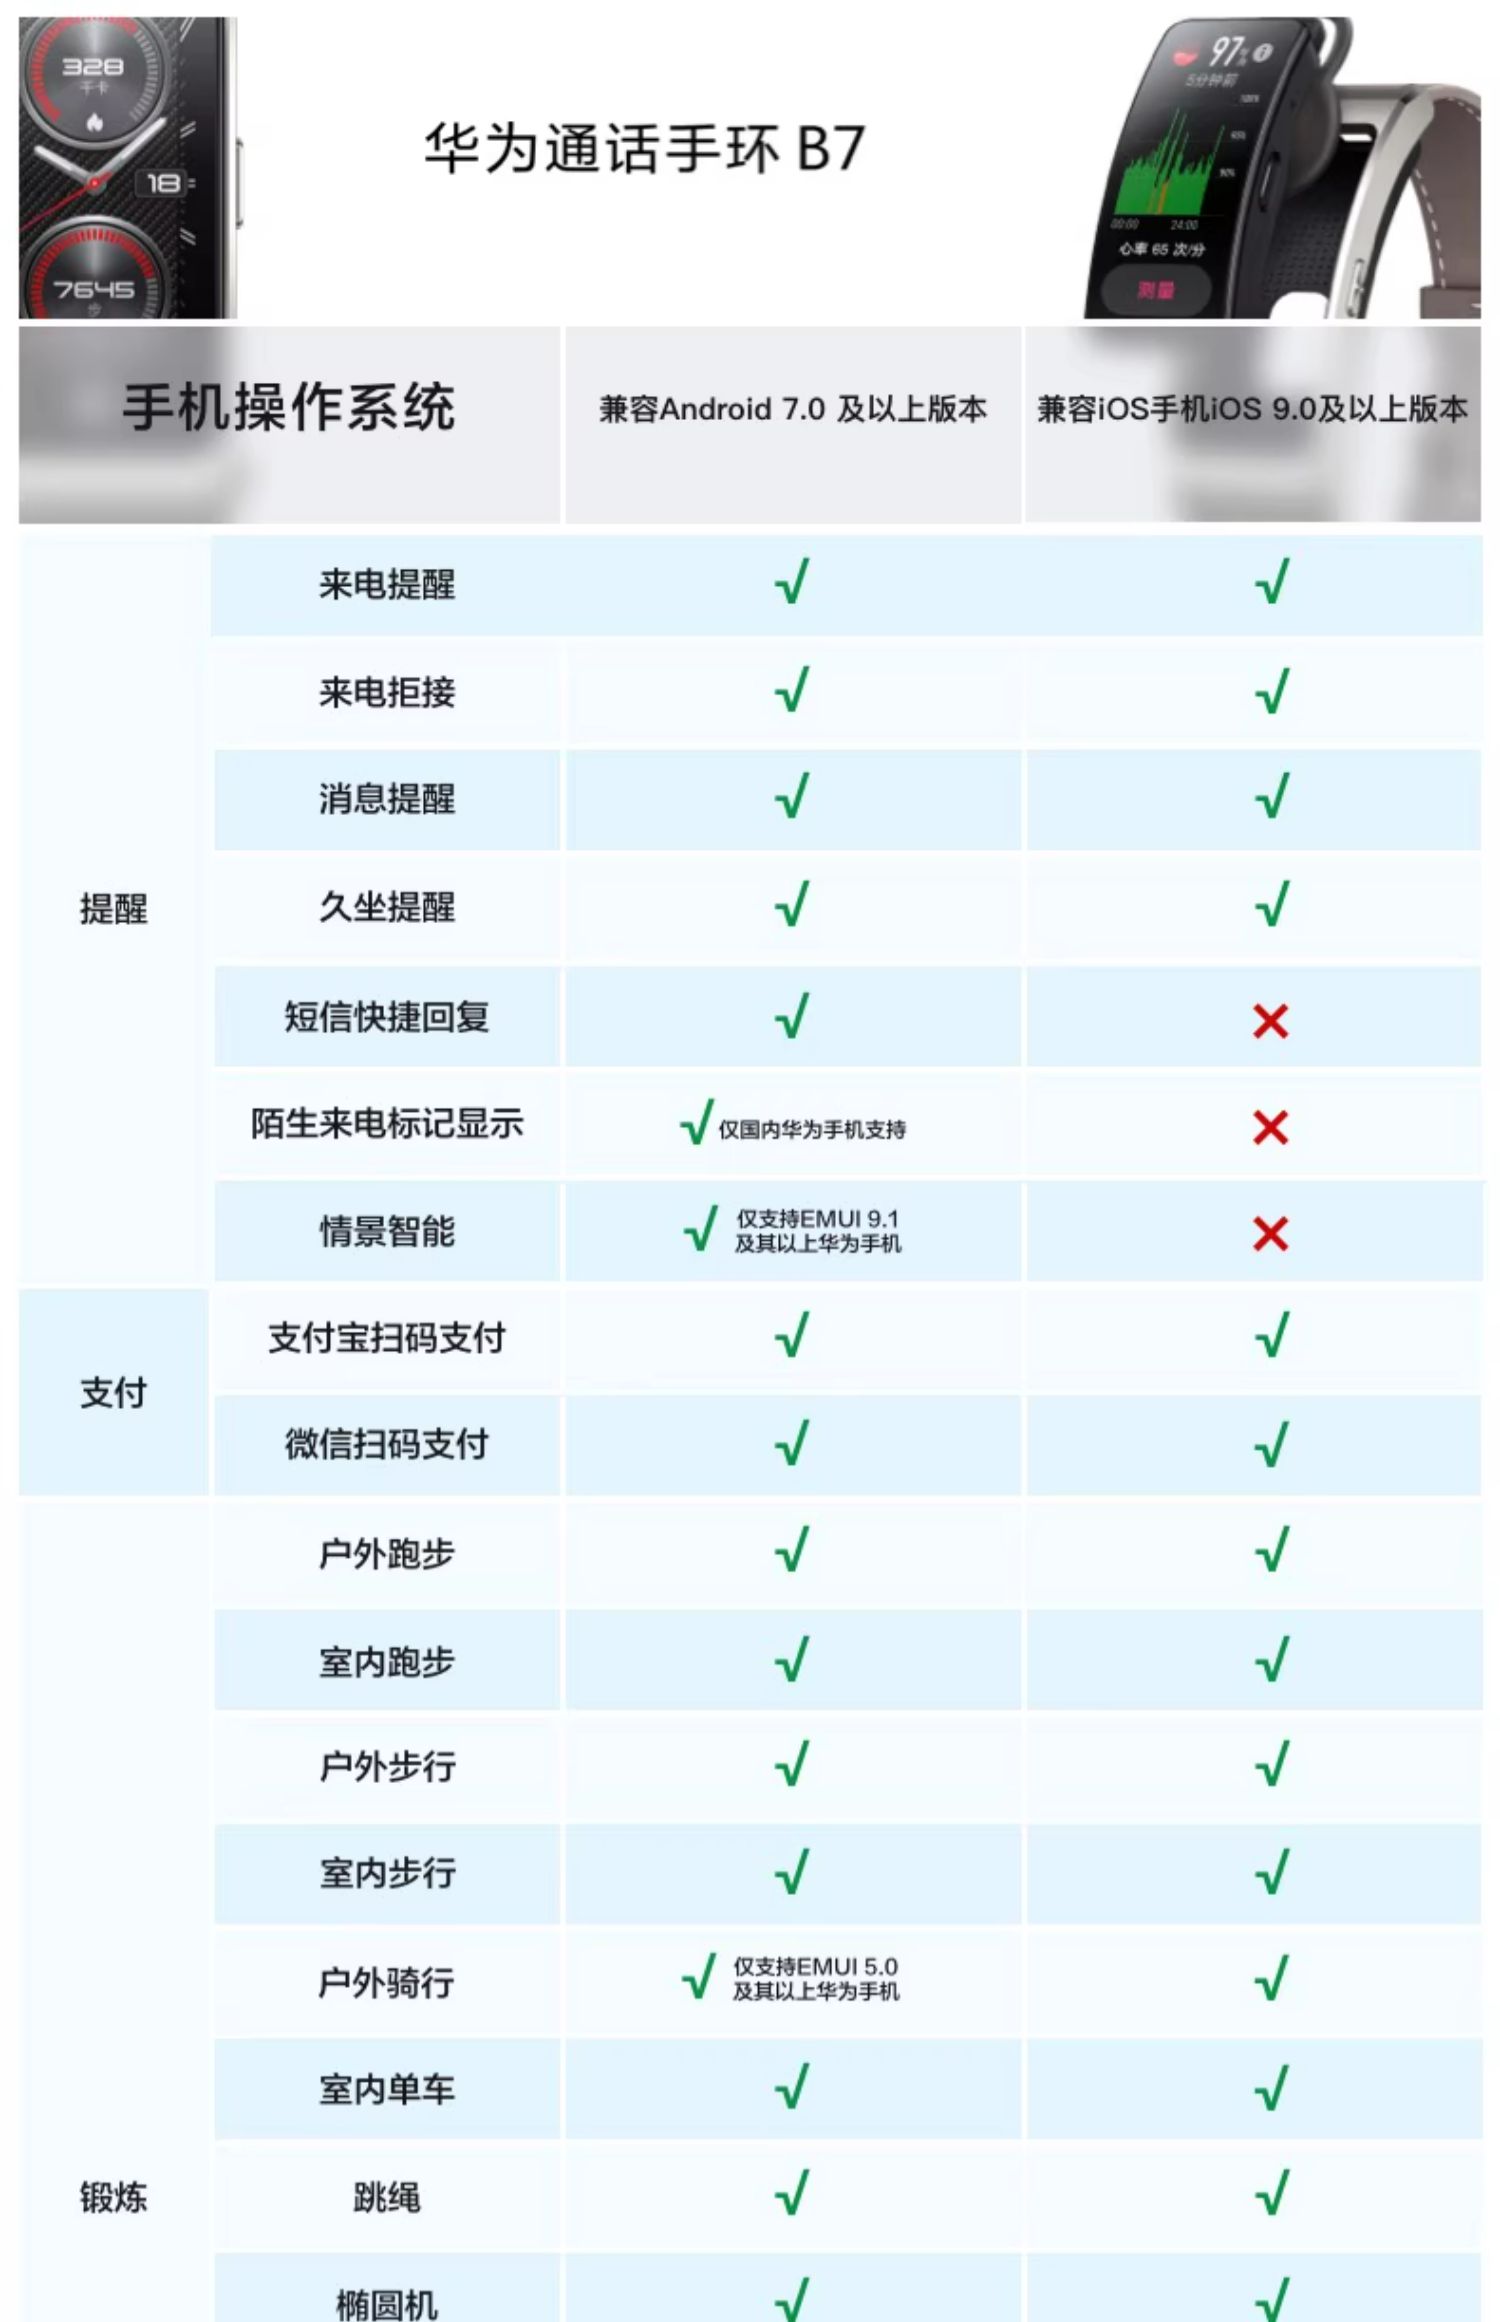 328
千卡
18
7645
步
华为通话手环 B7
97
5分钟前
100%
95%
90%
00:00 24:00
心率 65 次/分
测量
手机操作系统 兼容Android 7.0 及以上版本 兼容iOS手机iOS 9.0及以上版本
提醒
来电提醒 √ √
来电拒接 √ √
消息提醒 √ √
久坐提醒 √ √
短信快捷回复 √ ×
陌生来电标记显示 √ 仅国内华为手机支持 ×
情景智能 √ 仅支持EMUI 9.1
及其以上华为手机 ×
支付
支付宝扫码支付 √ √
微信扫码支付 √ √
锻炼
户外跑步 √ √
室内跑步 √ √
户外步行 √ √
室内步行 √ √
户外骑行 √ 仅支持EMUI 5.0
及其以上华为手机 √
室内单车 √ √
跳绳 √ √
椭圆机 √ √